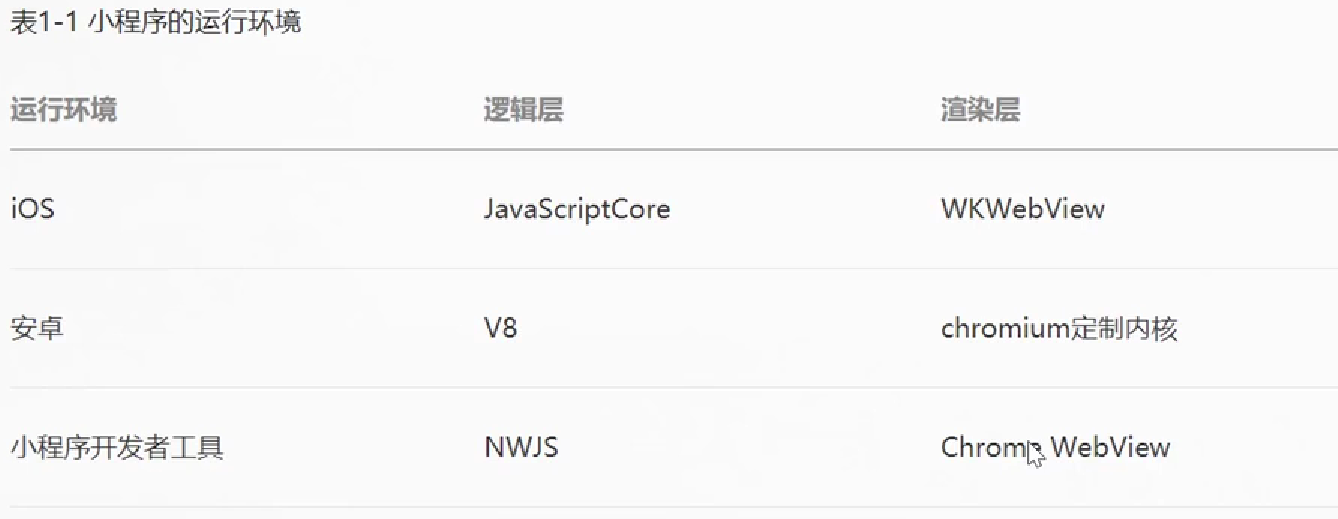 表1-1 小程序的运行环境
运行环境 逻辑层 渲染层
iOS JavaScriptCore WKWebView
安卓 V8 chromium定制内核
小程序开发者工具 NWJS Chrome WebView